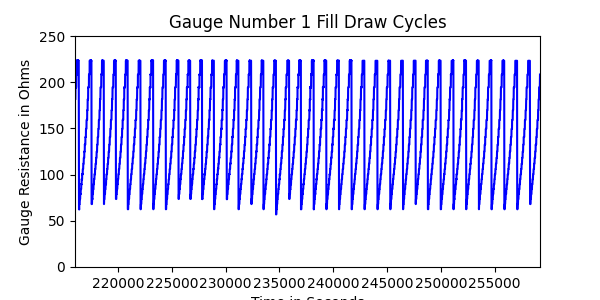 Gauge Number 1 Fill Draw Cycles
250
200
150
100
50
0
Gauge Resistance in Ohms
220000 225000 230000 235000 240000 245000 250000 255000
Time in Seconds